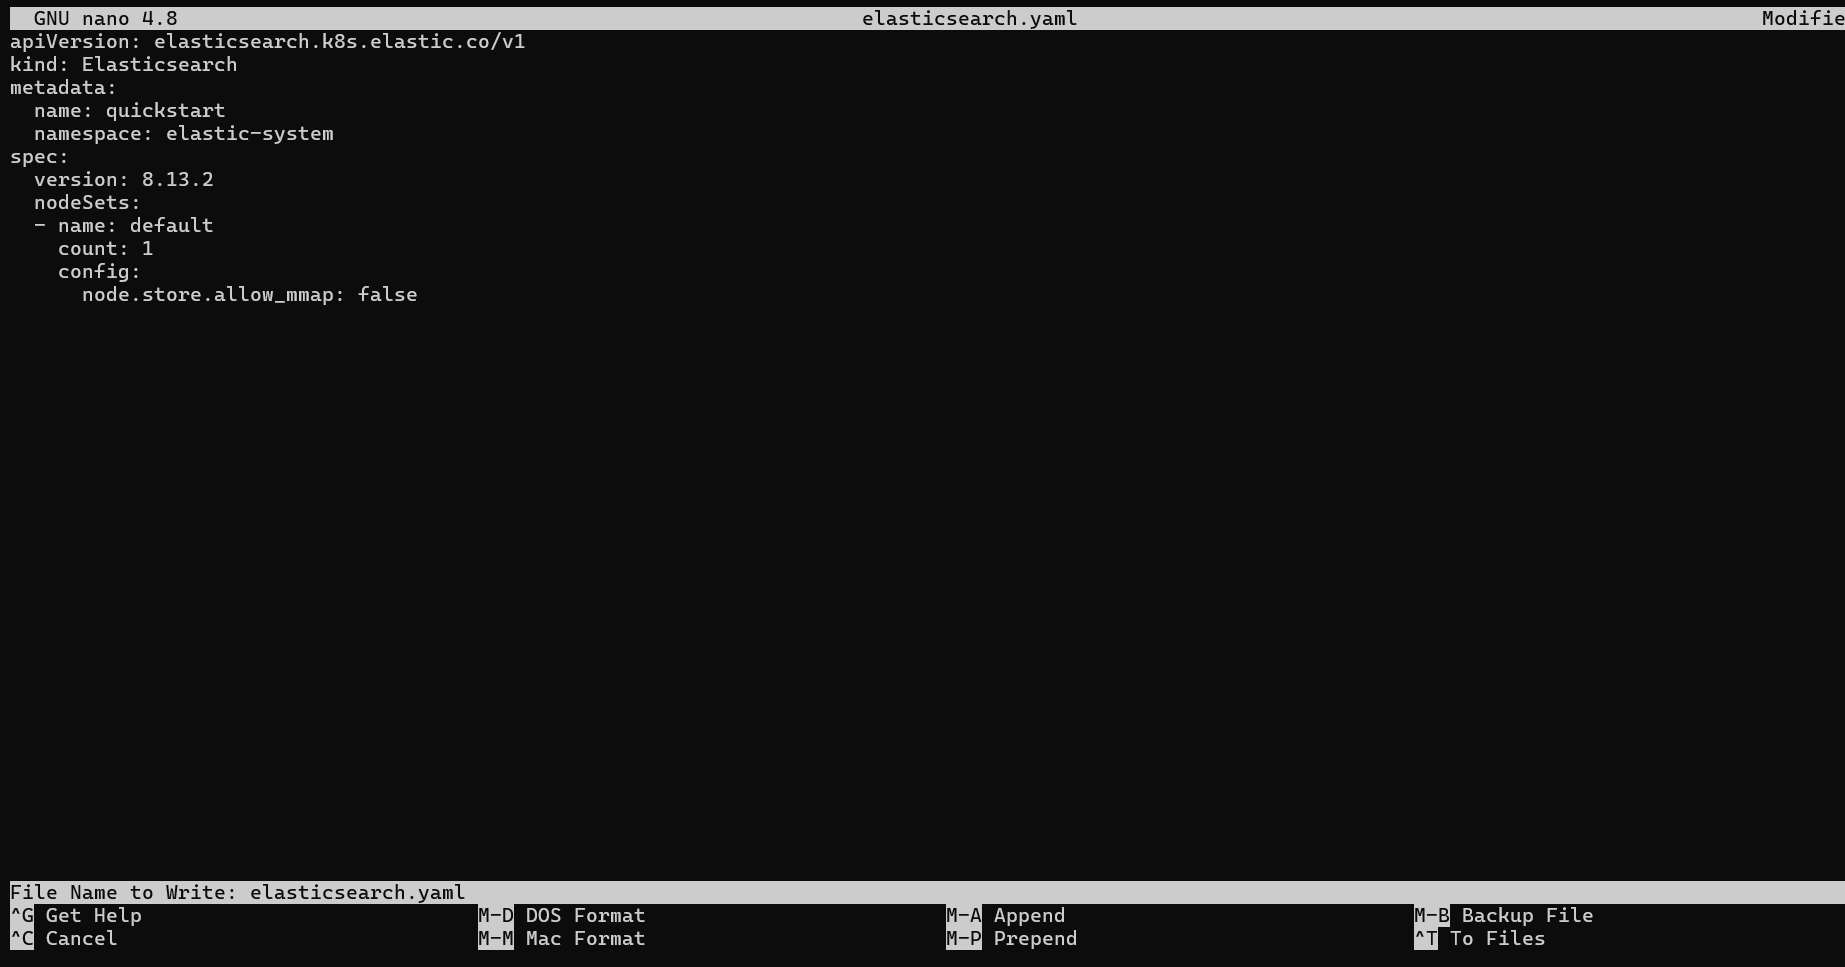 GNU nano 4.8 elasticsearch.yaml Modifie
apiVersion: elasticsearch.k8s.elastic.co/v1
kind: Elasticsearch
metadata:
  name: quickstart
  namespace: elastic-system
spec:
  version: 8.13.2
  nodeSets:
  - name: default
    count: 1
    config:
      node.store.allow_mmap: false
File Name to Write: elasticsearch.yaml
^G Get Help M-D DOS Format M-A Append M-B Backup File
^C Cancel M-M Mac Format M-P Prepend ^T To Files